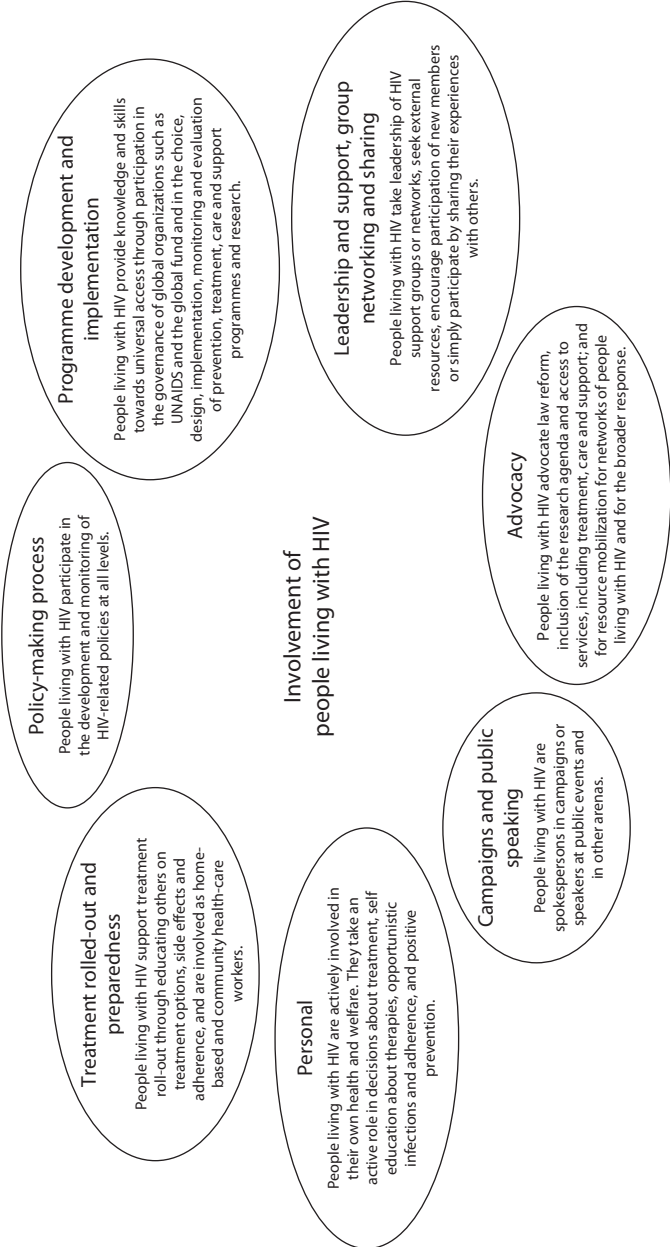 Policy-making process
People living with HIV participate in
the development and monitoring of
HIV-related policies at all levels.
Programme development and
implementation
People living with HIV provide knowledge and skills
towards universal access through participation in
the governance of global organizations such as
UNAIDS and the global fund and in the choice,
design, implementation, monitoring and evaluation
of prevention, treatment, care and support
programmes and research.
Leadership and support, group
networking and sharing
People living with HIV take leadership of HIV
support groups or networks, seek external
resources, encourage participation of new members
or simply participate by sharing their experiences
with others.
Advocacy
People living with HIV advocate law reform,
inclusion of the research agenda and access to
services, including treatment, care and support; and
for resource mobilization for networks of people
living with HIV and for the broader response.
Campaigns and public
speaking
People living with HIV are
spokespersons in campaigns or
speakers at public events and
in other arenas.
Personal
People living with HIV are actively involved in
their own health and welfare. They take an
active role in decisions about treatment, self
education about therapies, opportunistic
infections and adherence, and positive
prevention.
Treatment rolled-out and
preparedness
People living with HIV support treatment
roll-out through educating others on
treatment options, side effects and
adherence, and are involved as home-
based and community health-care
workers.
Involvement of
people living with HIV